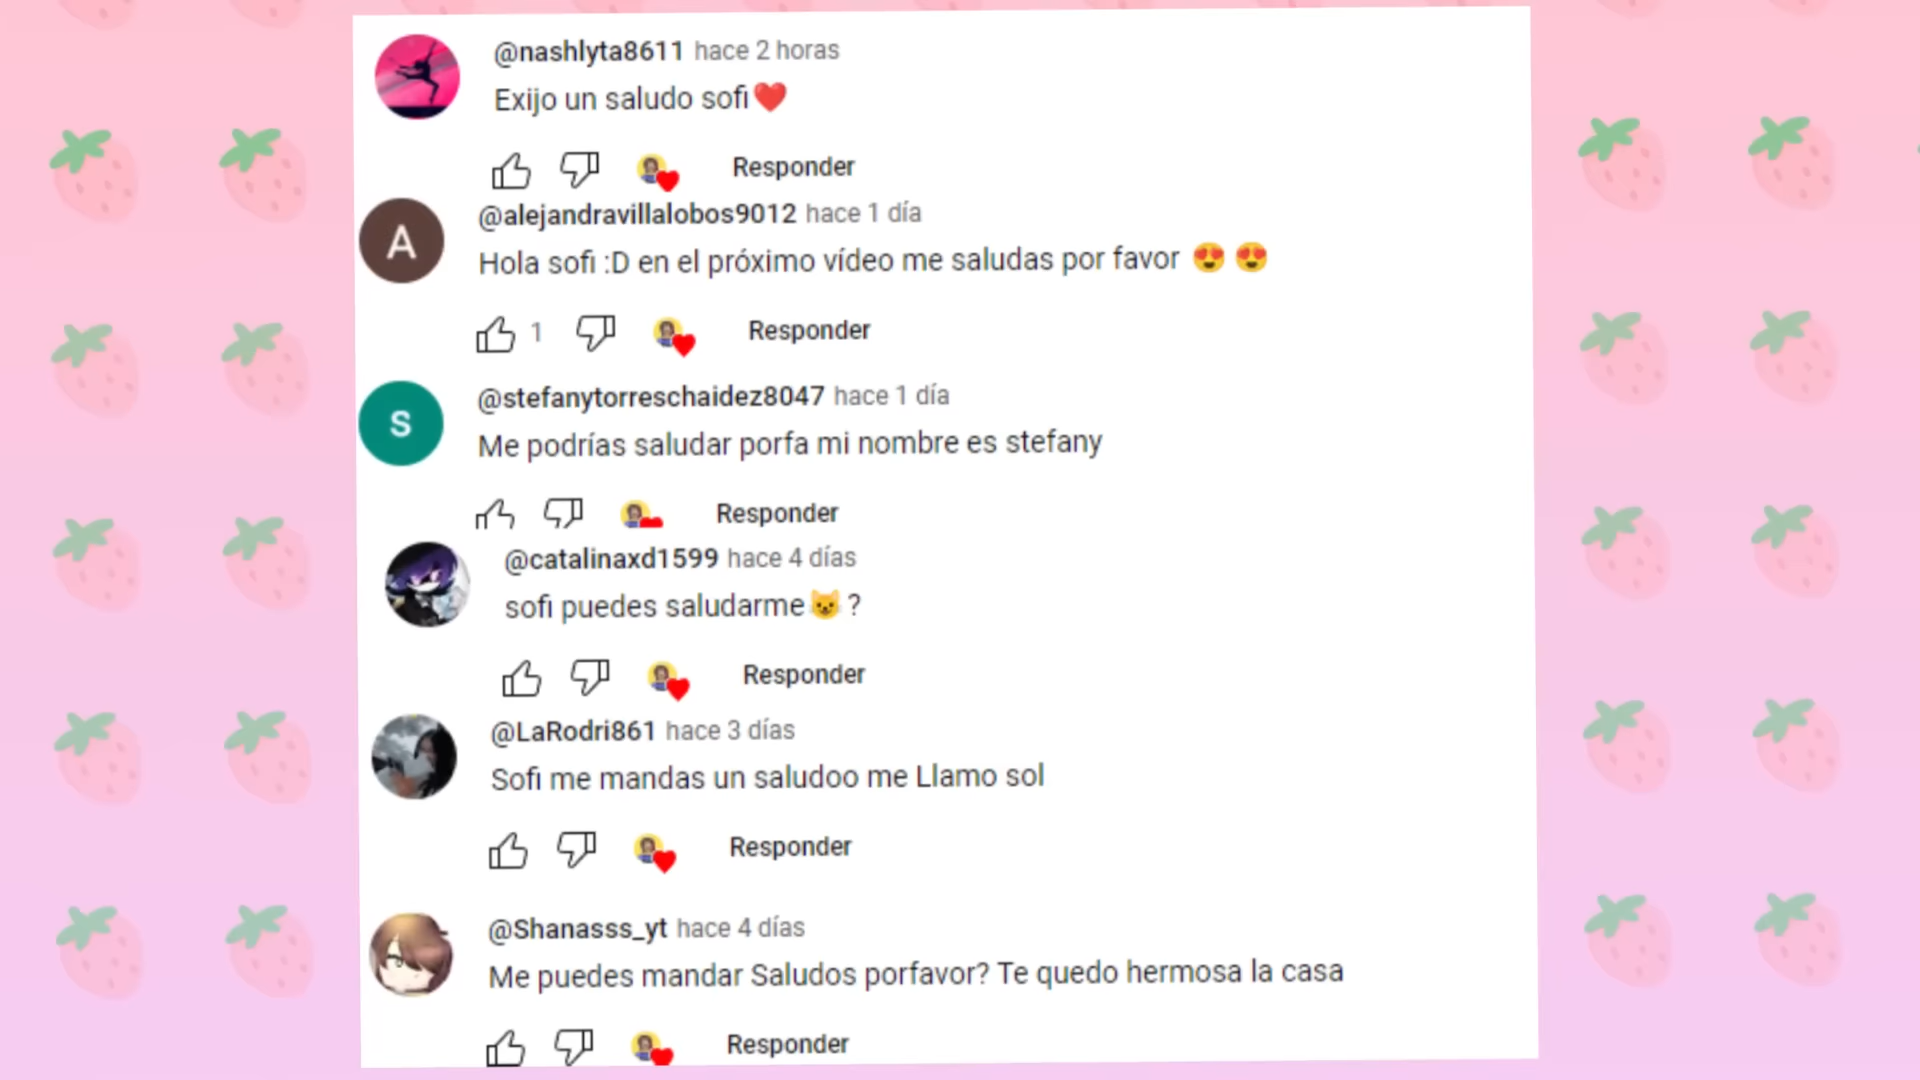 @nashlyta8611 hace 2 horas
Exijo un saludo sofi❤️
Responder
A
@alejandravillalobos9012 hace 1 día
Hola sofi :D en el próximo vídeo me saludas por favor 😍 😍
1
Responder
S
@stefanytorreschaidez8047 hace 1 día
Me podrías saludar porfa mi nombre es stefany
Responder
@catalinaxd1599 hace 4 días
sofi puedes saludarme😺?
Responder
@LaRodri861 hace 3 días
Sofi me mandas un saludoo me Llamo sol
Responder
@Shanasss_yt hace 4 días
Me puedes mandar Saludos porfavor? Te quedo hermosa la casa
Responder